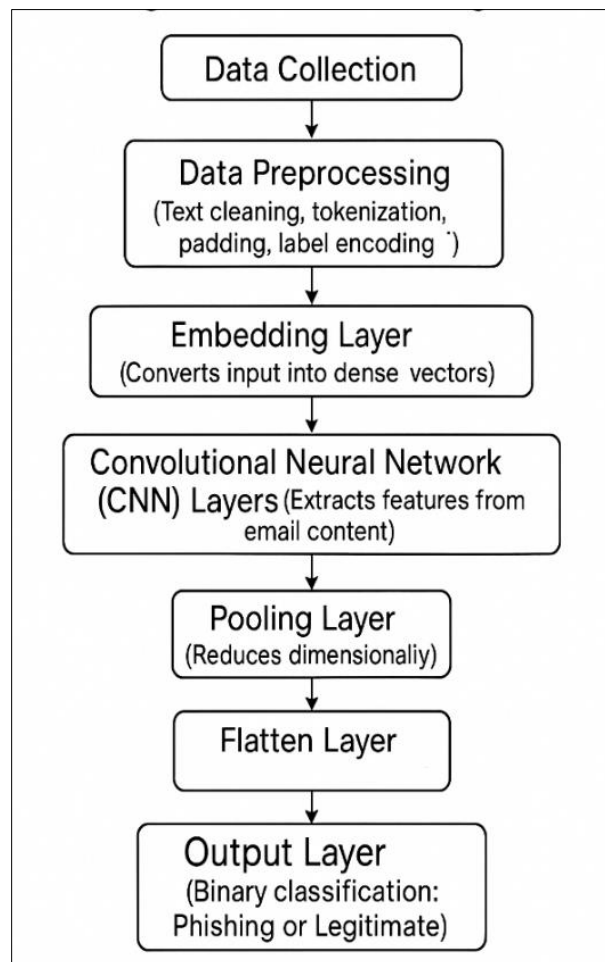 Data Collection
Data Preprocessing
(Text cleaning, tokenization,
padding, label encoding )
Embedding Layer
(Converts input into dense vectors)
Convolutional Neural Network
(CNN) Layers (Extracts features from
email content)
Pooling Layer
(Reduces dimensionaliy)
Flatten Layer
Output Layer
(Binary classification:
Phishing or Legitimate)